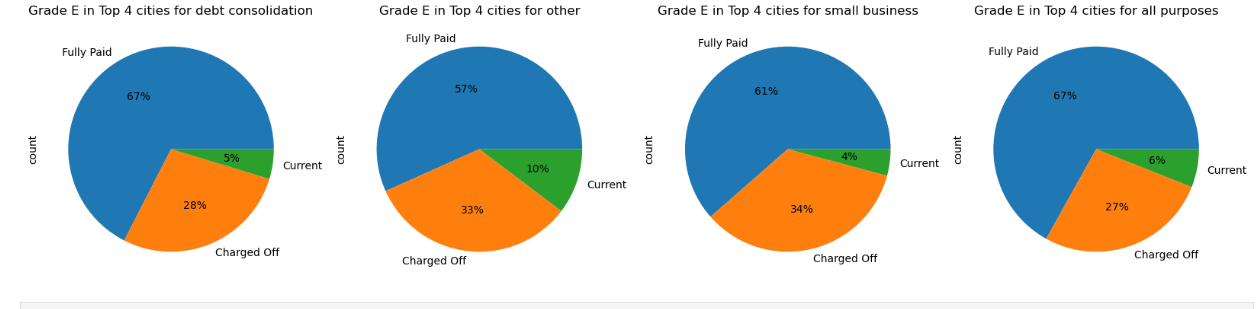 Grade E in Top 4 cities for debt consolidation
Fully Paid
67%
count
5%
Current
28%
Charged Off
Grade E in Top 4 cities for other
Fully Paid
57%
count
10%
Current
33%
Charged Off
Grade E in Top 4 cities for small business
Fully Paid
61%
count
4%
Current
34%
Charged Off
Grade E in Top 4 cities for all purposes
Fully Paid
67%
count
6%
Current
27%
Charged Off